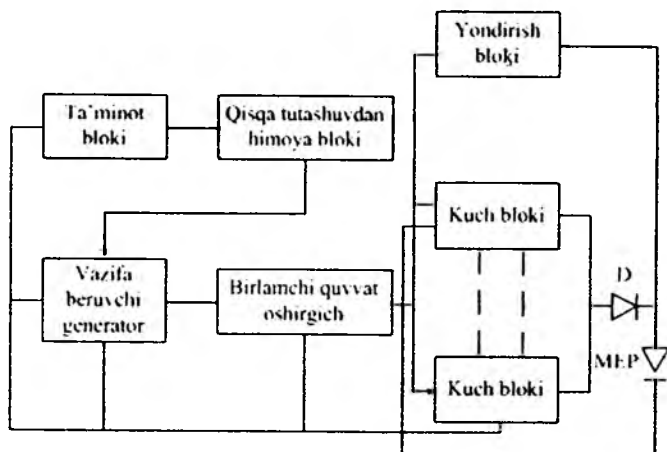 Yondirish
bloki
Ta'minot
bloki
Qisqa tutashuvdan
himoya bloki
Kuch bloki
Vazifa
beruvchi
generator
Birlamchi quvvat
oshirgich
D
MEP
Kuch bloki